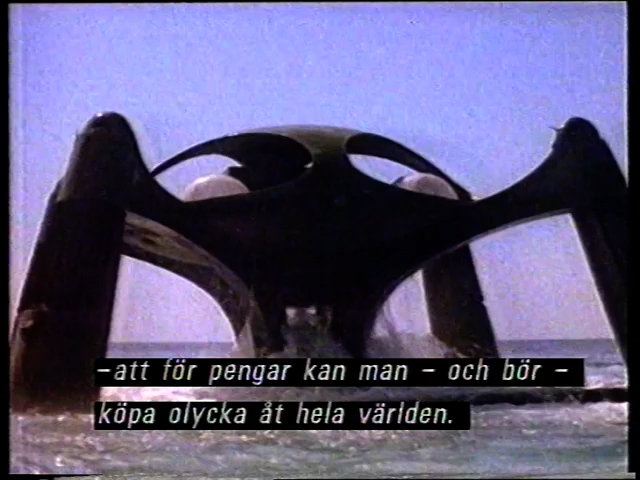 -att för pengar kan man - och bör -
köpa olycka åt hela världen.